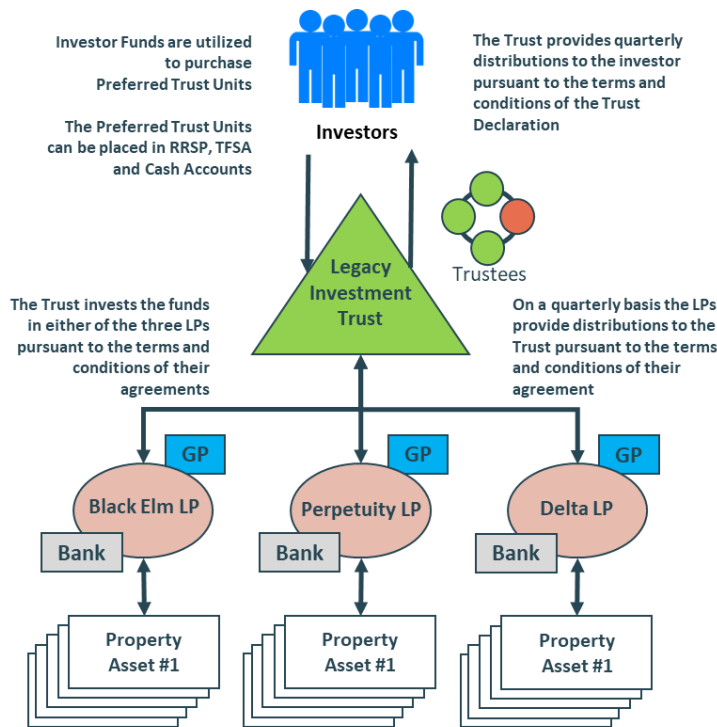 Investor Funds are utilized
to purchase
Preferred Trust Units
The Preferred Trust Units
can be placed in RRSP, TFSA
and Cash Accounts
Investors
The Trust provides quarterly
distributions to the investor
pursuant to the terms and
conditions of the Trust
Declaration
Legacy
Investment
Trust
Trustees
The Trust invests the funds
in either of the three LPs
pursuant to the terms and
conditions of their
agreements
On a quarterly basis the LPs
provide distributions to the
Trust pursuant to the terms
and conditions of their
agreement
GP
Black Elm LP
Bank
GP
Perpetuity LP
Bank
GP
Delta LP
Bank
Property
Asset #1
Property
Asset #1
Property
Asset #1